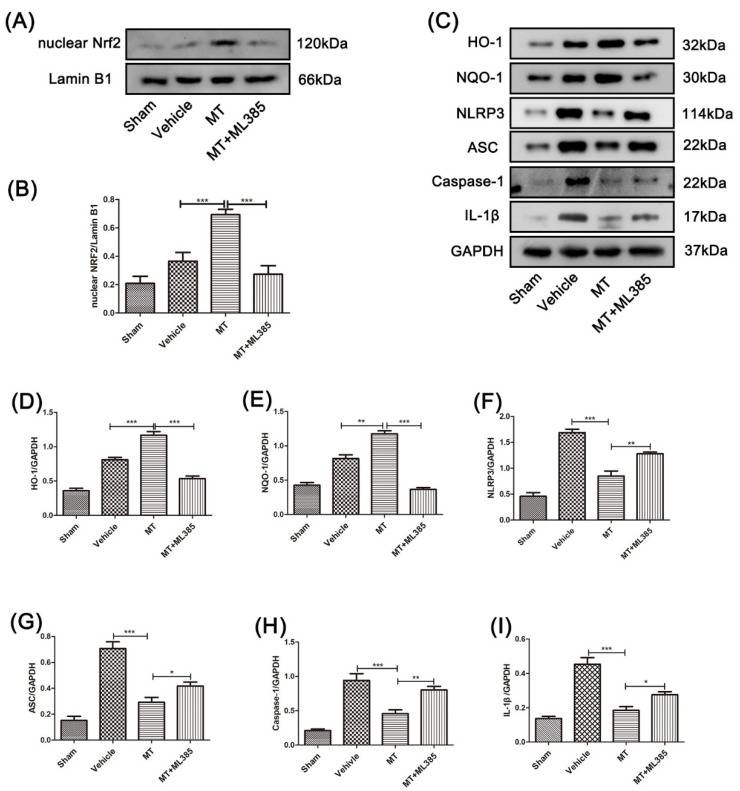 (A)
nuclear Nrf2 120kDa
Lamin B1 66kDa
Sham Vehicle MT MT+ML385
(B)
nuclear NRF2/Lamin B1
0.8
0.6
0.4
0.2
0.0
*** ***
Sham Vehicle MT MT+ML385
(C)
HO-1 32kDa
NQO-1 30kDa
NLRP3 114kDa
ASC 22kDa
Caspase-1 22kDa
IL-1β 17kDa
GAPDH 37kDa
Sham Vehicle MT MT+ML385
(D)
HO-1/GAPDH
1.5
1.0
0.5
0.0
*** ***
Sham Vehicle MT MT+ML385
(E)
NQO-1/GAPDH
1.5
1.0
0.5
0.0
** ***
Sham Vehicle MT MT+ML385
(F)
NLRP3/GAPDH
2.0
1.5
1.0
0.5
0.0
***
**
Sham Vehicle MT MT+ML385
(G)
ASC/GAPDH
0.8
0.6
0.4
0.2
0.0
***
*
Sham Vehicle MT MT+ML385
(H)
Caspase-1/GAPDH
1.5
1.0
0.5
0.0
***
**
Sham Vehivle MT MT+ML385
(I)
IL-1β /GAPDH
0.6
0.4
0.2
0.0
***
*
Sham Vehicle MT MT+ML385